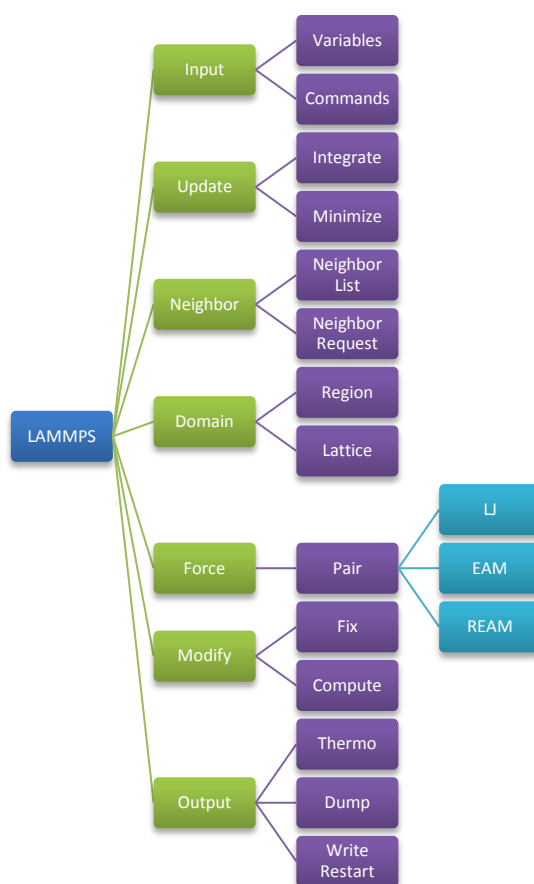 LAMMPS
Input
Variables
Commands
Update
Integrate
Minimize
Neighbor
Neighbor
List
Neighbor
Request
Domain
Region
Lattice
Force
Pair
LJ
EAM
REAM
Modify
Fix
Compute
Output
Thermo
Dump
Write
Restart